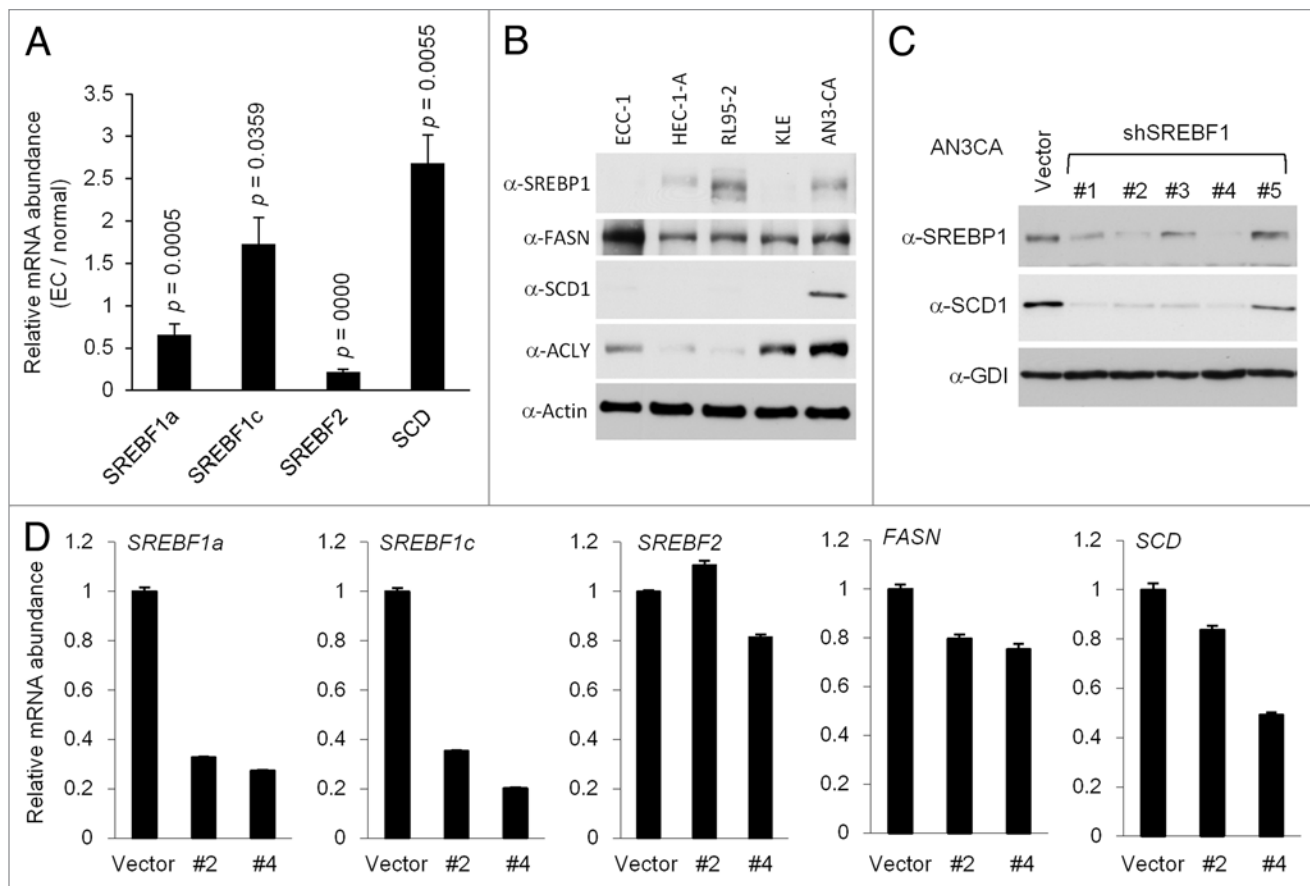 A
Relative mRNA abundance
(EC / normal)
3.5
3
2.5
2
1.5
1
0.5
0
p = 0.0005
p = 0.0359
p = 0000
p = 0.0055
SREBF1a
SREBF1c
SREBF2
SCD
B
ECC-1
HEC-1-A
RL95-2
KLE
AN3-CA
α-SREBP1
α-FASN
α-SCD1
α-ACLY
α-Actin
C
AN3CA
Vector
shSREBF1
#1 #2 #3 #4 #5
α-SREBP1
α-SCD1
α-GDI
D
Relative mRNA abundance
SREBF1a
1.2
1
0.8
0.6
0.4
0.2
0
Vector #2 #4
SREBF1c
1.2
1
0.8
0.6
0.4
0.2
0
Vector #2 #4
SREBF2
1.2
1
0.8
0.6
0.4
0.2
0
Vector #2 #4
FASN
1.2
1
0.8
0.6
0.4
0.2
0
Vector #2 #4
SCD
1.2
1
0.8
0.6
0.4
0.2
0
Vector #2 #4